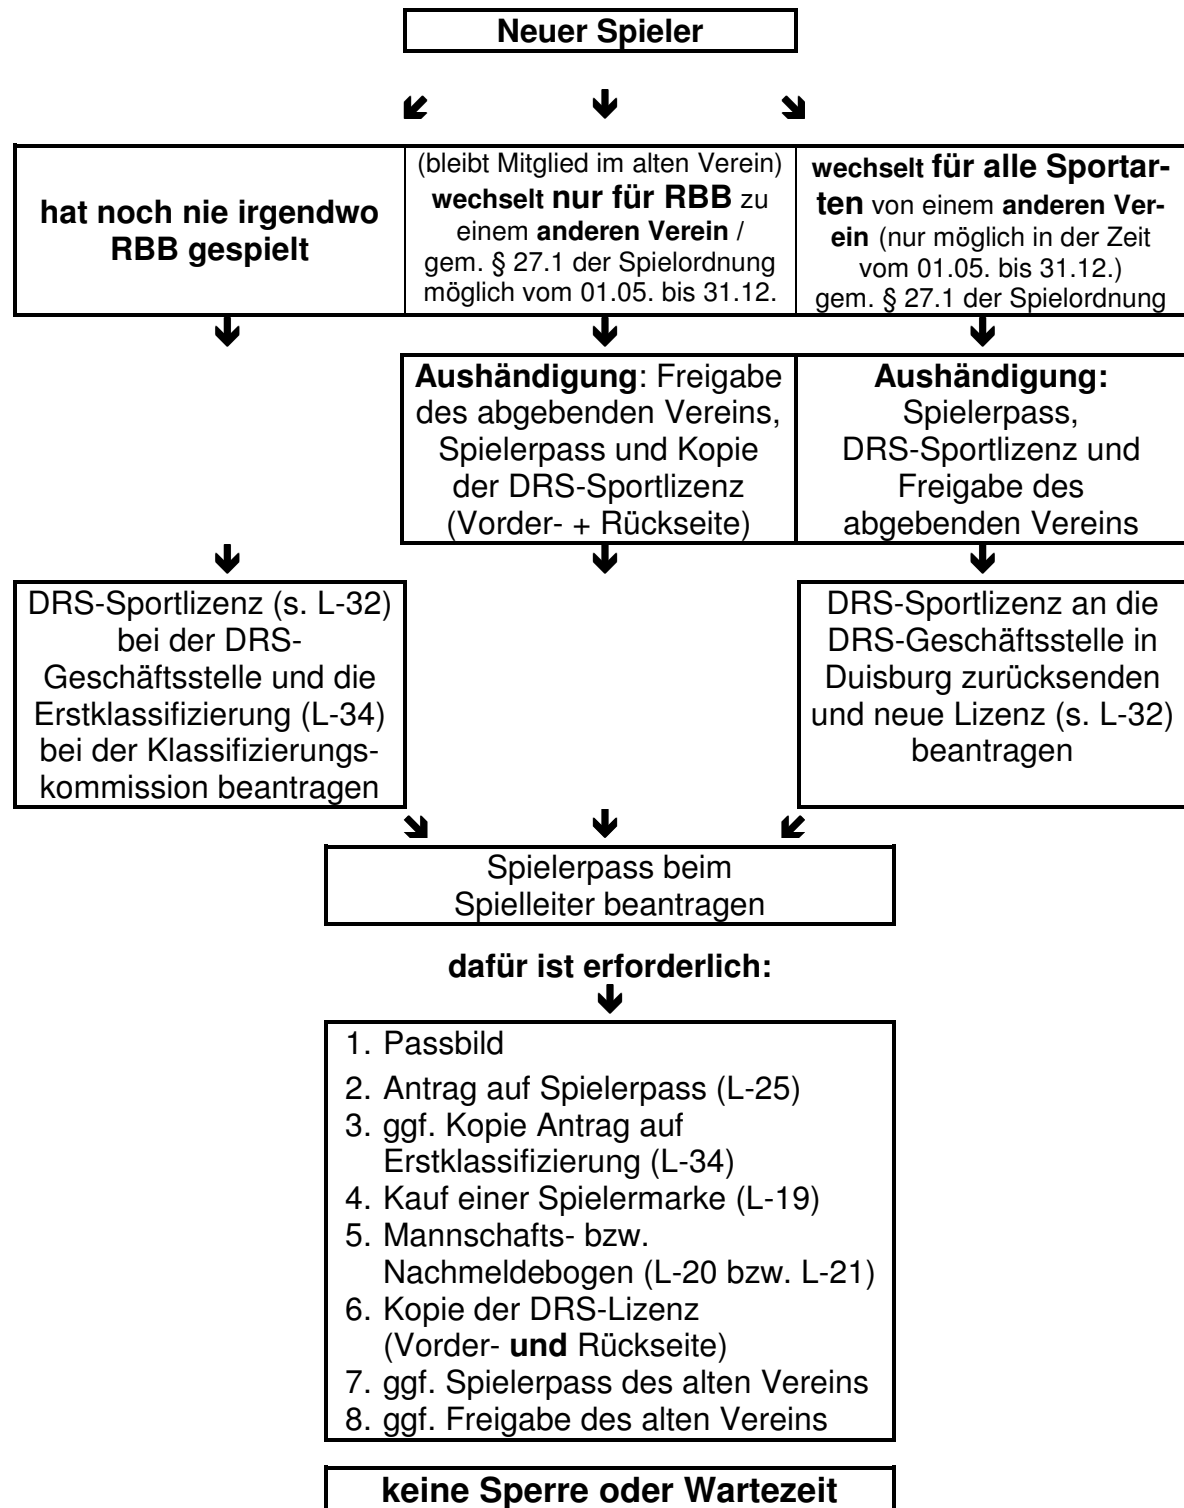 Neuer Spieler
hat noch nie irgendwo
RBB gespielt
(bleibt Mitglied im alten Verein)
wechselt nur für RBB zu
einem anderen Verein /
gem. § 27.1 der Spielordnung
möglich vom 01.05. bis 31.12.
wechselt für alle Sportar-
ten von einem anderen Ver-
ein (nur möglich in der Zeit
vom 01.05. bis 31.12.)
gem. § 27.1 der Spielordnung
Aushändigung: Freigabe
des abgebenden Vereins,
Spielerpass und Kopie
der DRS-Sportlizenz
(Vorder- + Rückseite)
Aushändigung:
Spielerpass,
DRS-Sportlizenz und
Freigabe des
abgebenden Vereins
DRS-Sportlizenz (s. L-32)
bei der DRS-
Geschäftsstelle und die
Erstklassifizierung (L-34)
bei der Klassifizierungs-
kommission beantragen
DRS-Sportlizenz an die
DRS-Geschäftsstelle in
Duisburg zurücksenden
und neue Lizenz (s. L-32)
beantragen
Spielerpass beim
Spielleiter beantragen
dafür ist erforderlich:
1. Passbild
2. Antrag auf Spielerpass (L-25)
3. ggf. Kopie Antrag auf
Erstklassifizierung (L-34)
4. Kauf einer Spielermarke (L-19)
5. Mannschafts- bzw.
Nachmeldebogen (L-20 bzw. L-21)
6. Kopie der DRS-Lizenz
(Vorder- und Rückseite)
7. ggf. Spielerpass des alten Vereins
8. ggf. Freigabe des alten Vereins
keine Sperre oder Wartezeit